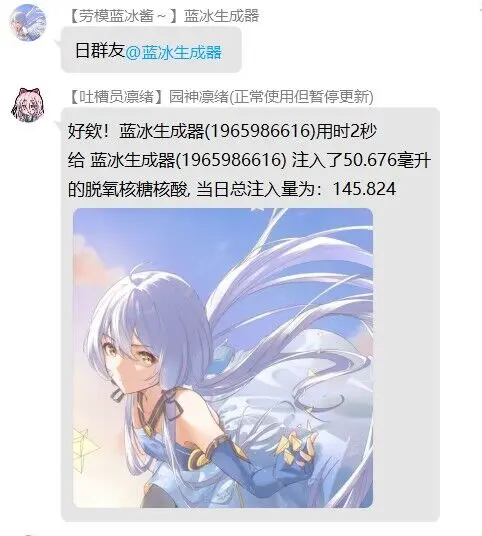 【劳模蓝冰酱～】蓝冰生成器
日群友@蓝冰生成器
【吐槽员凛绪】园神凛绪(正常使用但暂停更新)
好欸！蓝冰生成器(1965986616)用时2秒
给 蓝冰生成器(1965986616) 注入了50.676毫升
的脱氧核糖核酸, 当日总注入量为：145.824